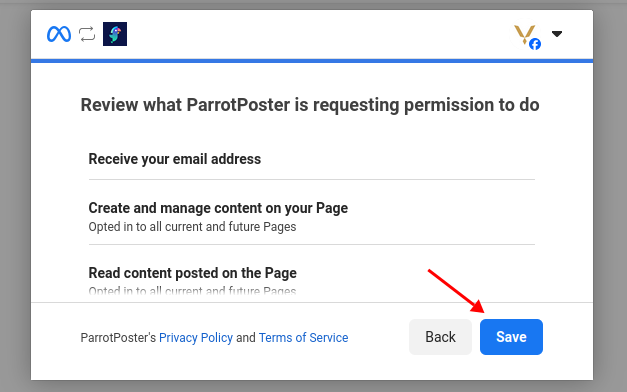 Review what ParrotPoster is requesting permission to do
Receive your email address
Create and manage content on your Page
Opted in to all current and future Pages
Read content posted on the Page
Opted in to all current and future Pages
ParrotPoster's Privacy Policy and Terms of Service
Back
Save